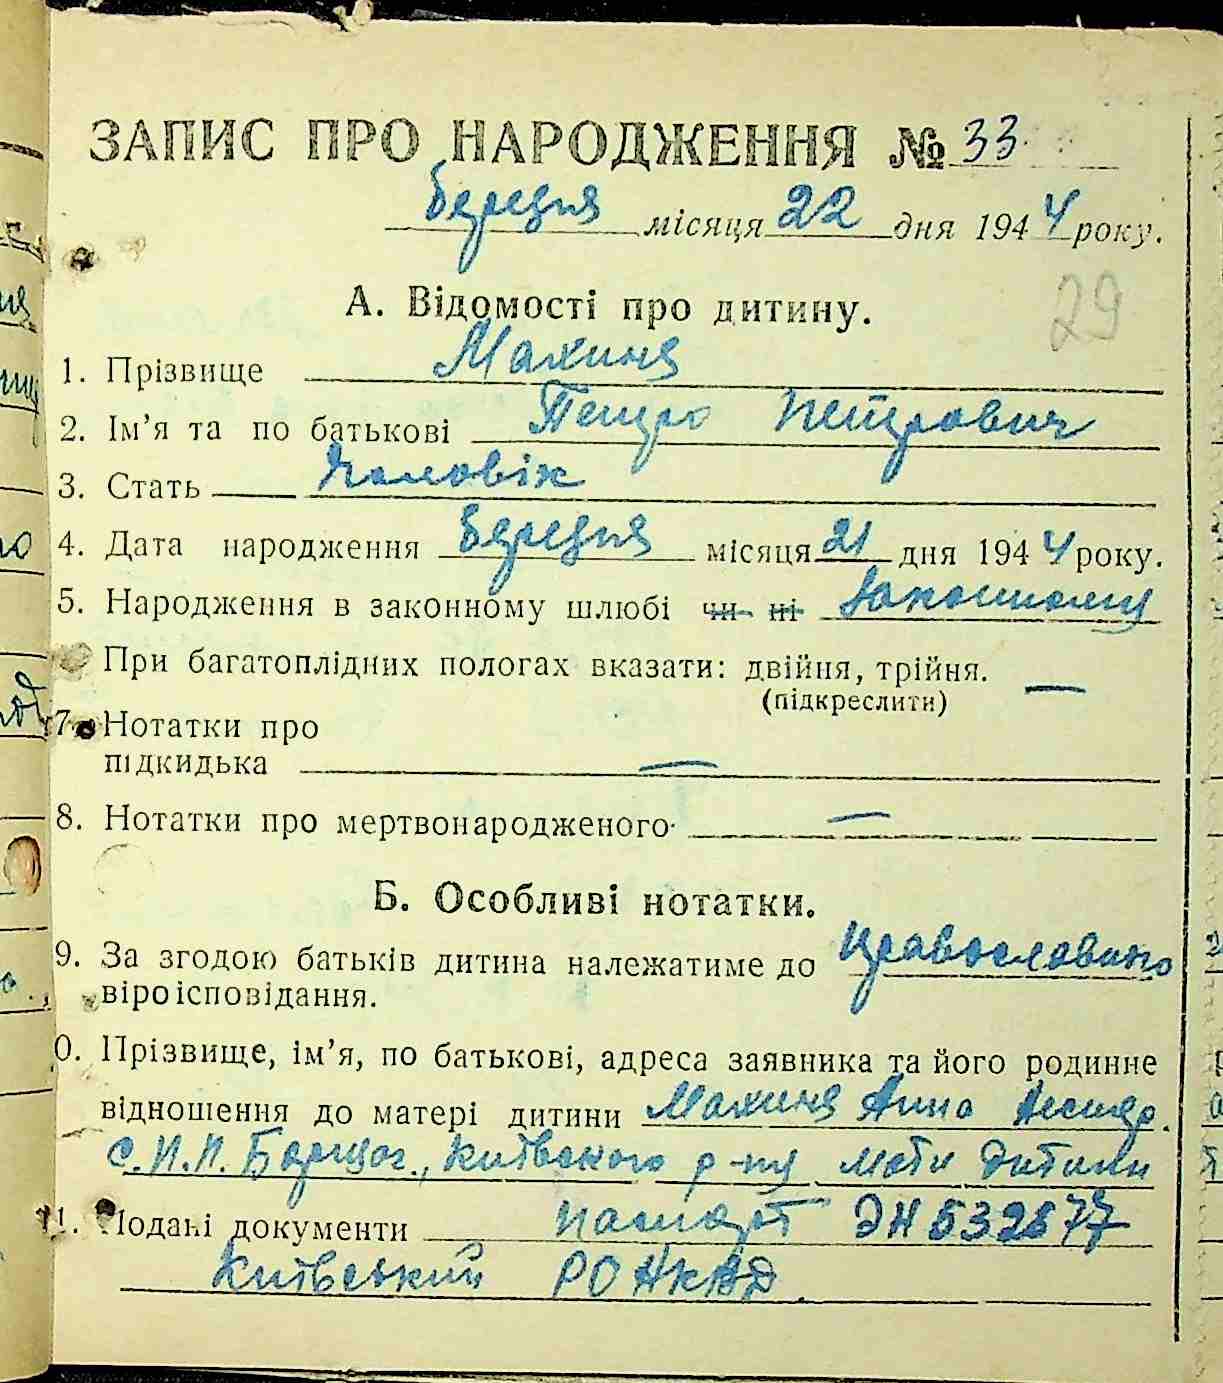 ЗАПИС ПРО НАРОДЖЕННЯ № 33
березня місяця 22 дня 1944 року.
29
А. Відомості про дитину.
1. Прізвище Махиня
2. Ім’я та по батькові Петро Петрович
3. Стать Чоловік
4. Дата народження березня місяця 21 дня 1944 року.
5. Народження в законному шлюбі чи ні Законному
При багатоплідних пологах вказати: двійня, трійня. —
(підкреслити)
7. Нотатки про
підкидька —
8. Нотатки про мертвонародженого —
Б. Особливі нотатки.
9. За згодою батьків дитина належатиме до православного
віроісповідання.
0. Прізвище, ім’я, по батькові, адреса заявника та його родинне
відношення до матері дитини Махиня Анна
с. П.П. Борщаг., Київського р-ну мати дитини
11. Подані документи паспорт ЭН 532677
Київський РОНКВД.